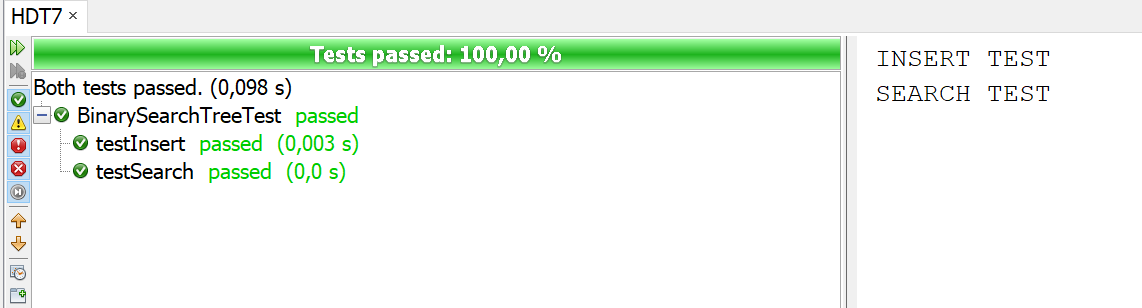 HDT7
Tests passed: 100,00 %
Both tests passed. (0,098 s)
BinarySearchTreeTest passed
testInsert passed (0,003 s)
testSearch passed (0,0 s)
INSERT TEST
SEARCH TEST